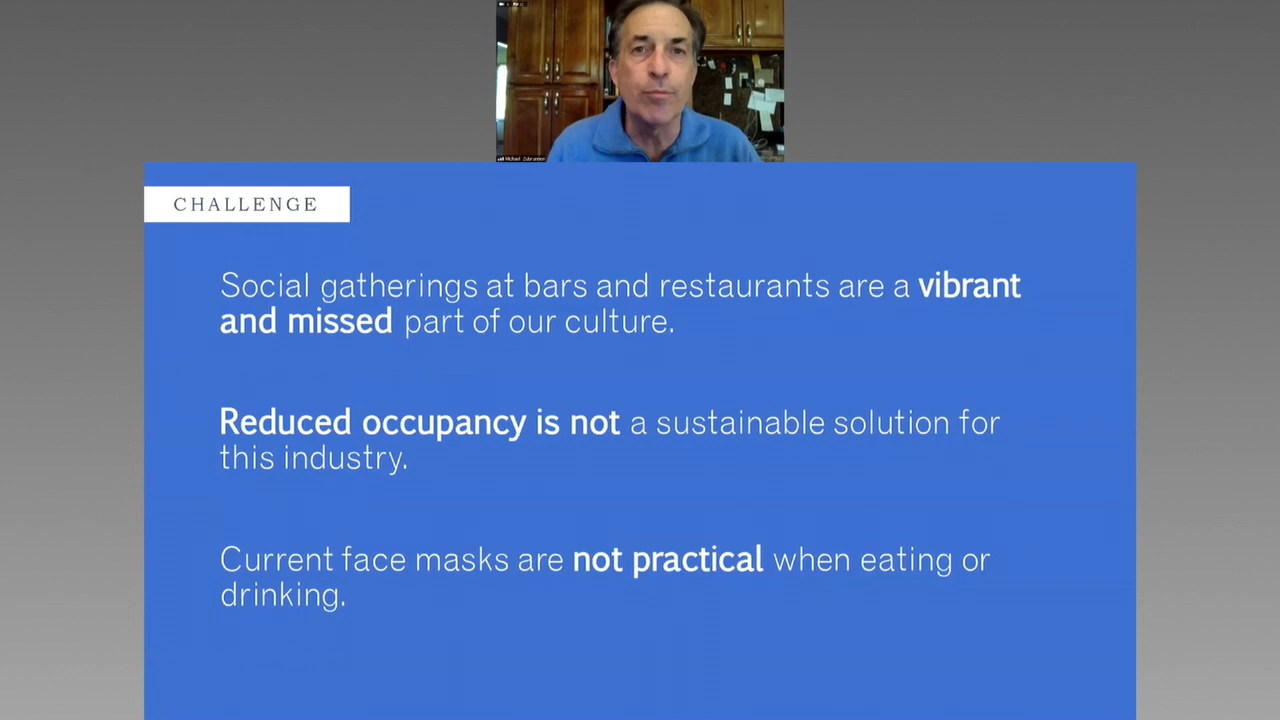 Michael
CHALLENGE
Social gatherings at bars and restaurants are a vibrant
and missed part of our culture.
Reduced occupancy is not a sustainable solution for
this industry.
Current face masks are not practical when eating or
drinking.